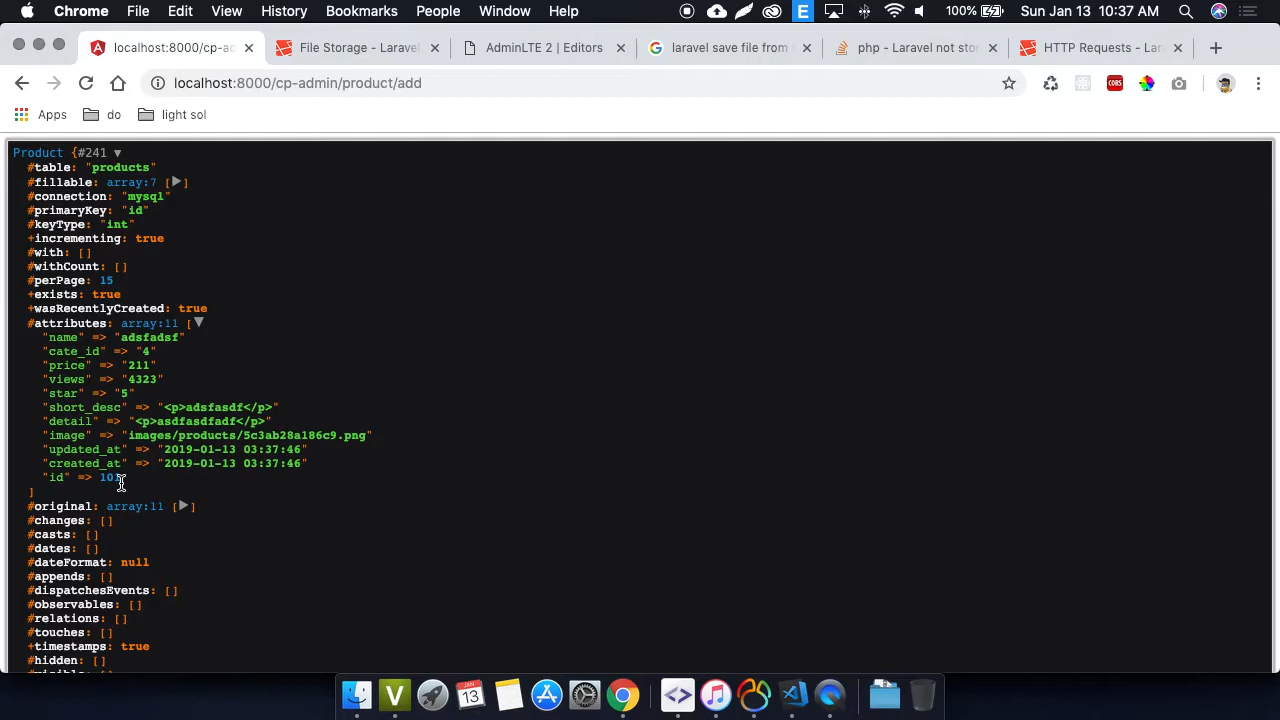 Chrome File Edit View History Bookmarks People Window Help 100% Sun Jan 13 10:37 AM
localhost:8000/cp-a File Storage - Larave AdminLTE 2 | Editors laravel save file from php - Laravel not sto HTTP Requests - Lar
localhost:8000/cp-admin/product/add
Apps do light sol
Product {#241 ▼
#table: "products"
#fillable: array:7 [▶]
#connection: "mysql"
#primaryKey: "id"
#keyType: "int"
+incrementing: true
#with: []
#withCount: []
#perPage: 15
+exists: true
+wasRecentlyCreated: true
#attributes: array:11 [▼
"name" => "adsfadsf"
"cate_id" => "4"
"price" => "211"
"views" => "4323"
"star" => "5"
"short_desc" => "<p>adsfasdf</p>"
"detail" => "<p>asdfasdfadf</p>"
"image" => "images/products/5c3ab28a186c9.png"
"updated_at" => "2019-01-13 03:37:46"
"created_at" => "2019-01-13 03:37:46"
"id" =>
]
#original: array:11 [▶]
#changes: []
#casts: []
#dates: []
#dateFormat: null
#appends: []
#dispatchesEvents: []
#observables: []
#relations: []
#touches: []
+timestamps: true
#hidden: []